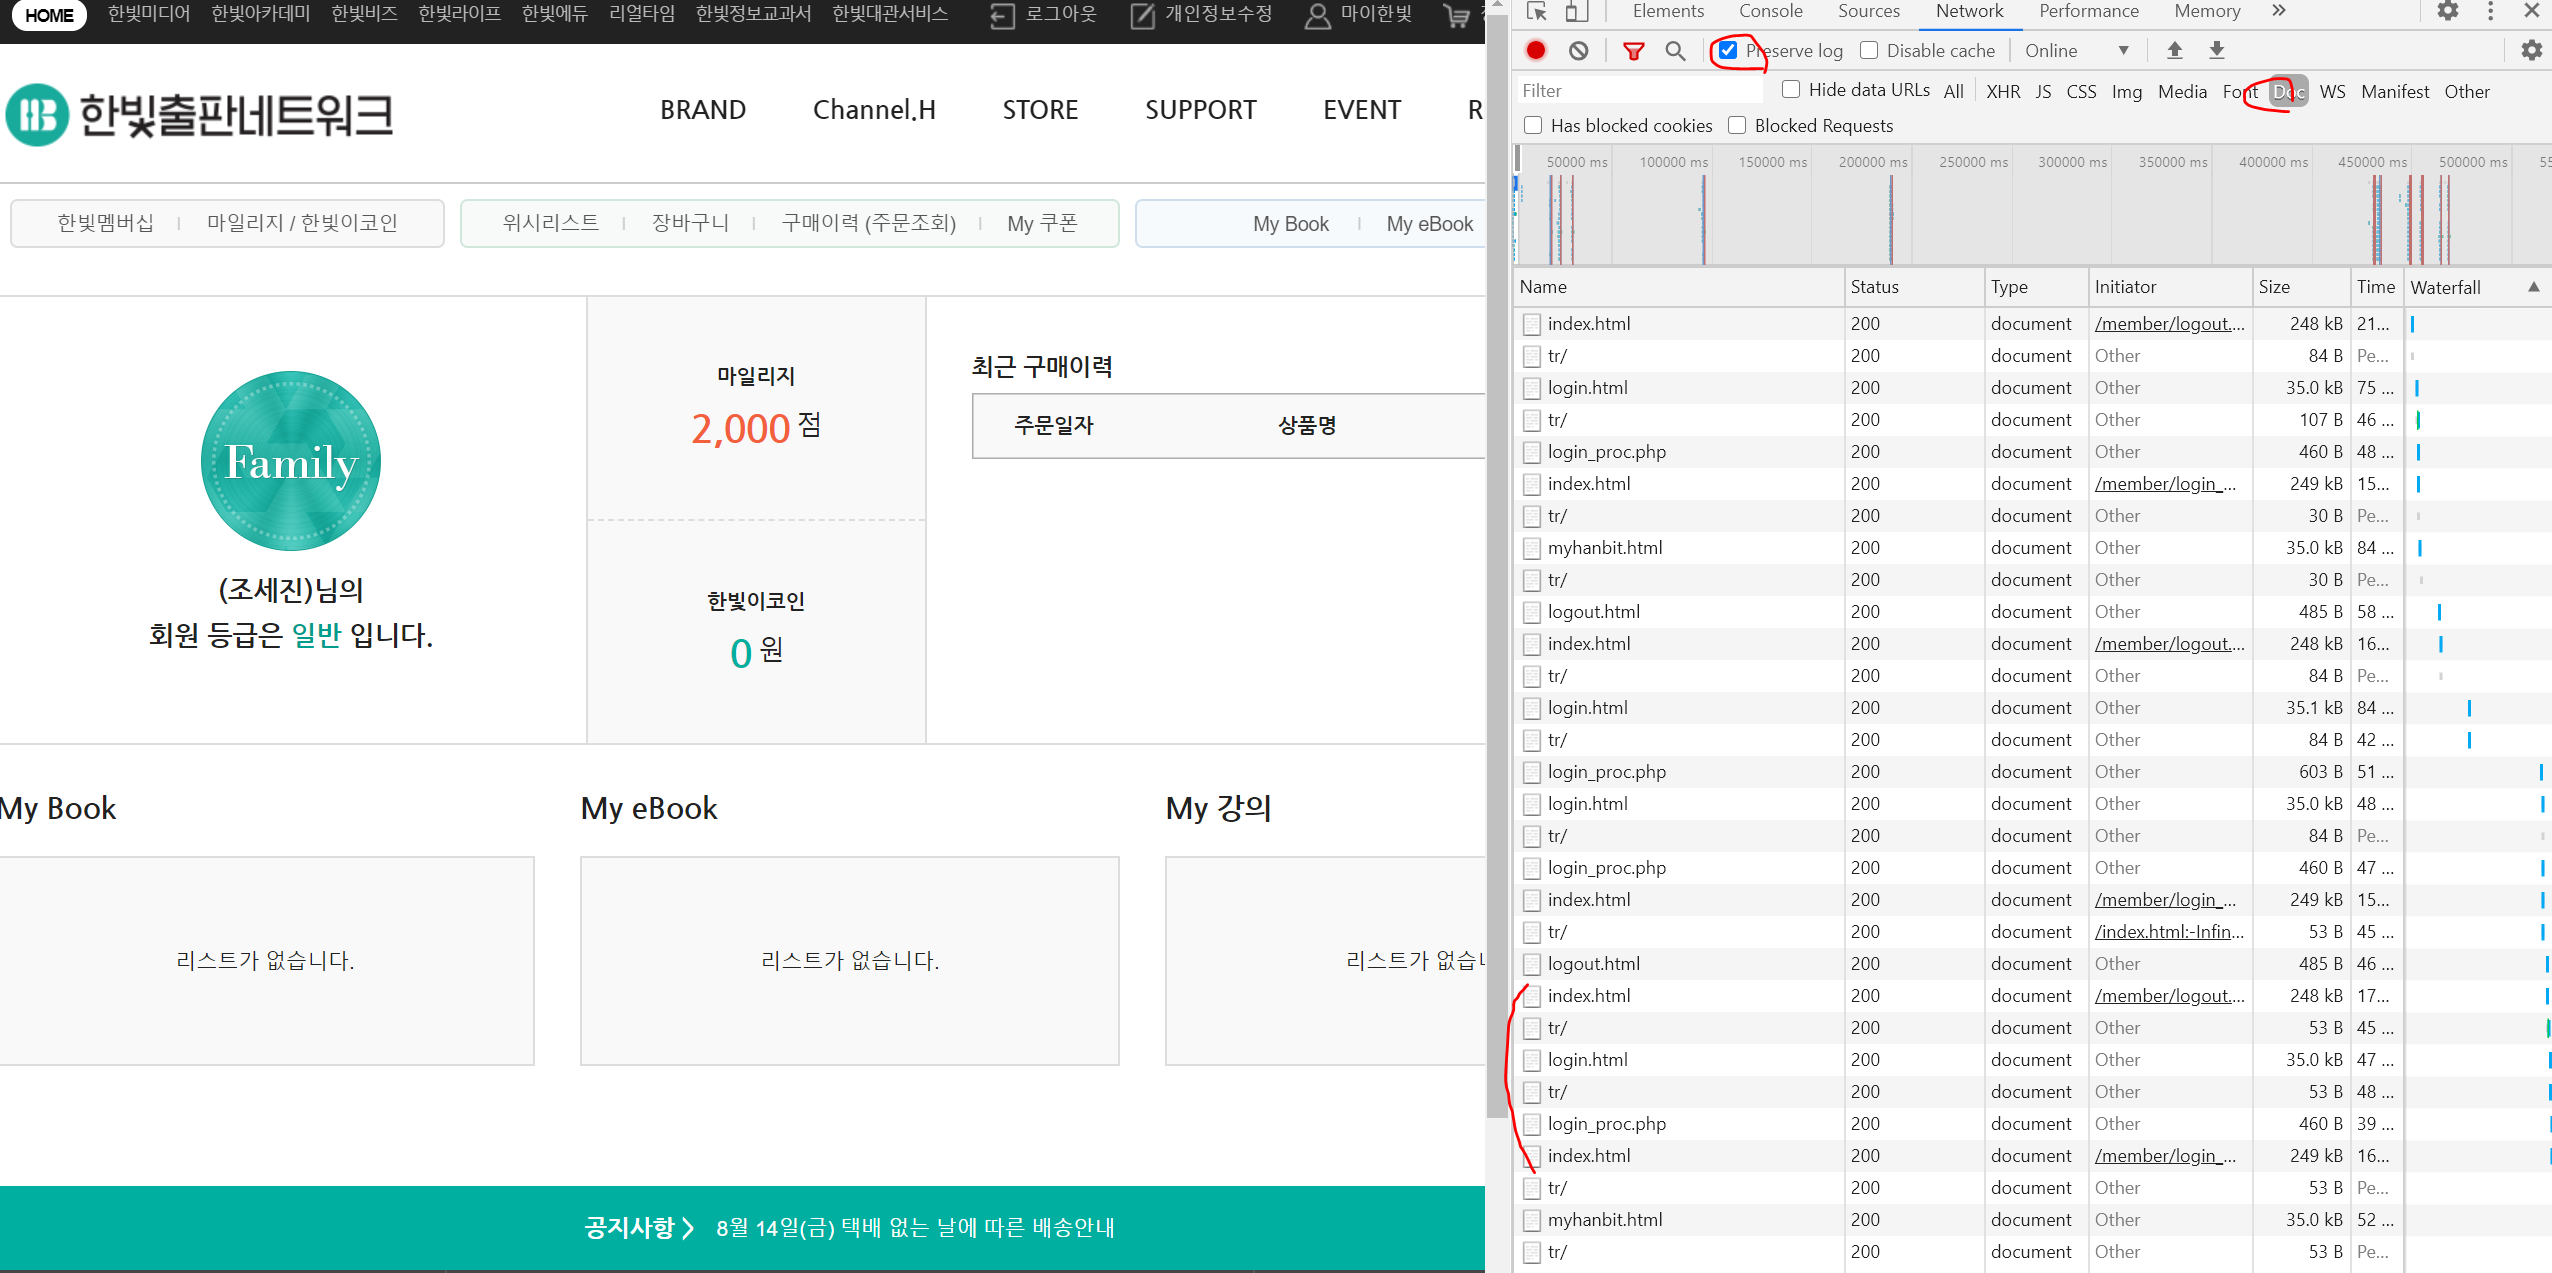 HOME 한빛미디어 한빛아카데미 한빛비즈 한빛라이프 한빛에듀 리얼타임 한빛정보교과서 한빛대관서비스 로그아웃 개인정보수정 마이한빛
한빛출판네트워크 BRAND Channel.H STORE SUPPORT EVENT R
한빛멤버십 마일리지 / 한빛이코인 위시리스트 장바구니 구매이력 (주문조회) My 쿠폰 My Book My eBook
Family
(조세진)님의
회원 등급은 일반 입니다.
마일리지
2,000 점
한빛이코인
0 원
최근 구매이력
주문일자 상품명
My Book My eBook My 강의
리스트가 없습니다. 리스트가 없습니다. 리스트가 없습
공지사항 > 8월 14일(금) 택배 없는 날에 따른 배송안내
Elements Console Sources Network Performance Memory »
Preserve log Disable cache Online
Filter Hide data URLs All XHR JS CSS Img Media Font Doc WS Manifest Other
Has blocked cookies Blocked Requests
50000 ms 100000 ms 150000 ms 200000 ms 250000 ms 300000 ms 350000 ms 400000 ms 450000 ms 500000 ms 55
Name Status Type Initiator Size Time Waterfall
index.html 200 document /member/logout.... 248 kB 21...
tr/ 200 document Other 84 B Pe...
login.html 200 document Other 35.0 kB 75 ...
tr/ 200 document Other 107 B 46 ...
login_proc.php 200 document Other 460 B 48 ...
index.html 200 document /member/login_... 249 kB 15...
tr/ 200 document Other 30 B Pe...
myhanbit.html 200 document Other 35.0 kB 84 ...
tr/ 200 document Other 30 B Pe...
logout.html 200 document Other 485 B 58 ...
index.html 200 document /member/logout.... 248 kB 16...
tr/ 200 document Other 84 B Pe...
login.html 200 document Other 35.1 kB 84 ...
tr/ 200 document Other 84 B 42 ...
login_proc.php 200 document Other 603 B 51 ...
login.html 200 document Other 35.0 kB 48 ...
tr/ 200 document Other 84 B Pe...
login_proc.php 200 document Other 460 B 47 ...
index.html 200 document /member/login_... 249 kB 15...
tr/ 200 document /index.html:-Infin... 53 B 45 ...
logout.html 200 document Other 485 B 46 ...
index.html 200 document /member/logout.... 248 kB 17...
tr/ 200 document Other 53 B 45 ...
login.html 200 document Other 35.0 kB 47 ...
tr/ 200 document Other 53 B 48 ...
login_proc.php 200 document Other 460 B 39 ...
index.html 200 document /member/login_... 249 kB 16...
tr/ 200 document Other 53 B Pe...
myhanbit.html 200 document Other 35.0 kB 52 ...
tr/ 200 document Other 53 B Pe...